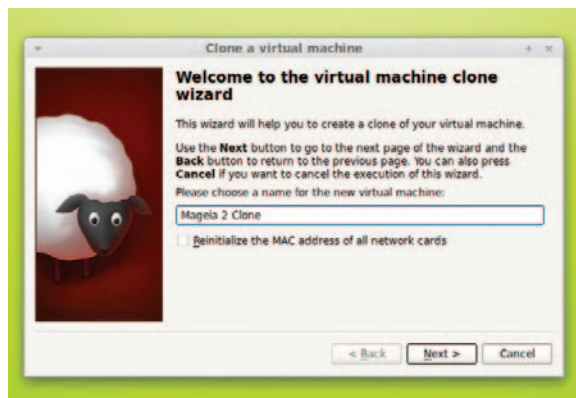 Clone a virtual machine
Welcome to the virtual machine clone
wizard
This wizard will help you to create a clone of your virtual machine.
Use the Next button to go to the next page of the wizard and the
Back button to return to the previous page. You can also press
Cancel if you want to cancel the execution of this wizard.
Please choose a name for the new virtual machine:
Mageia 2 Clone
Reinitialize the MAC address of all network cards
< Back Next > Cancel